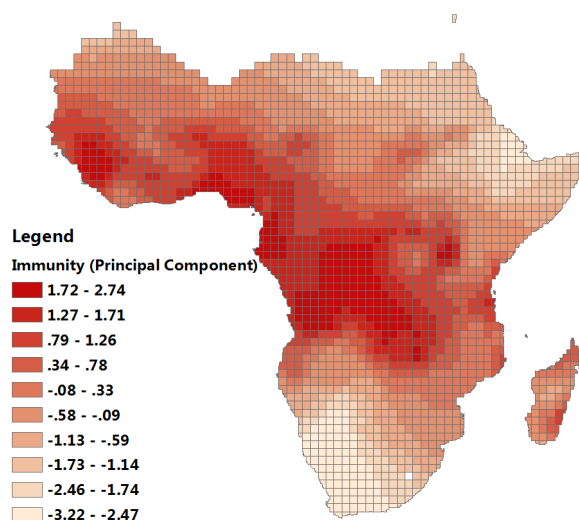 Legend
Immunity (Principal Component)
1.72 - 2.74
1.27 - 1.71
.79 - 1.26
.34 - .78
-.08 - .33
-.58 - -.09
-1.13 - -.59
-1.73 - -1.14
-2.46 - -1.74
-3.22 - -2.47